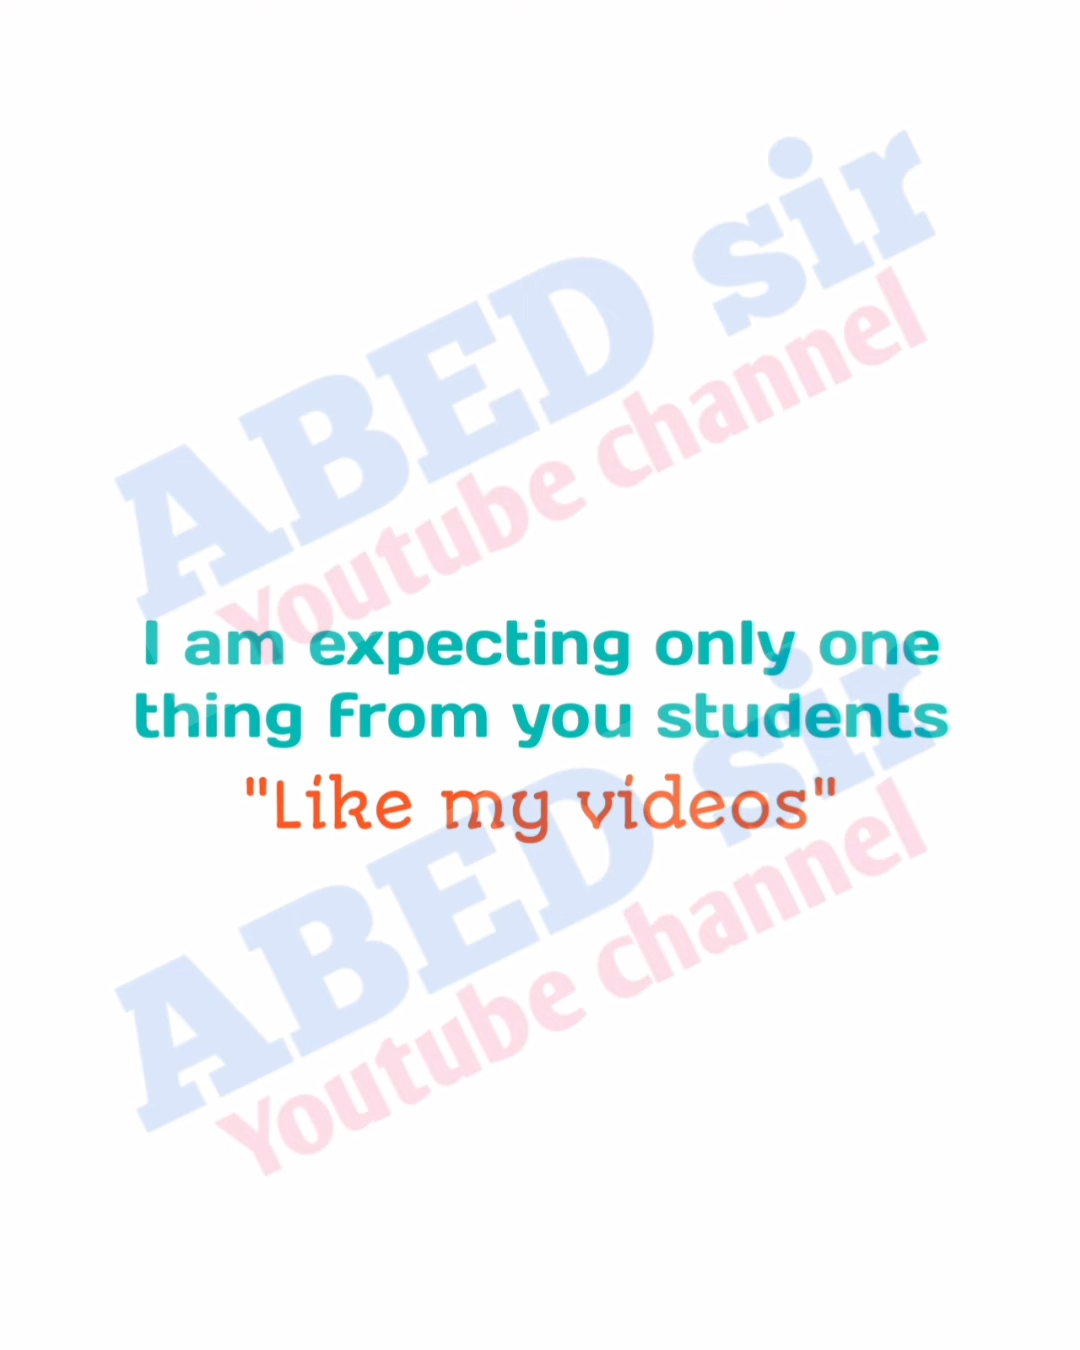 ABED sir
Youtube channel
I am expecting only one
thing from you students
"Like my videos"
ABED sir
Youtube channel